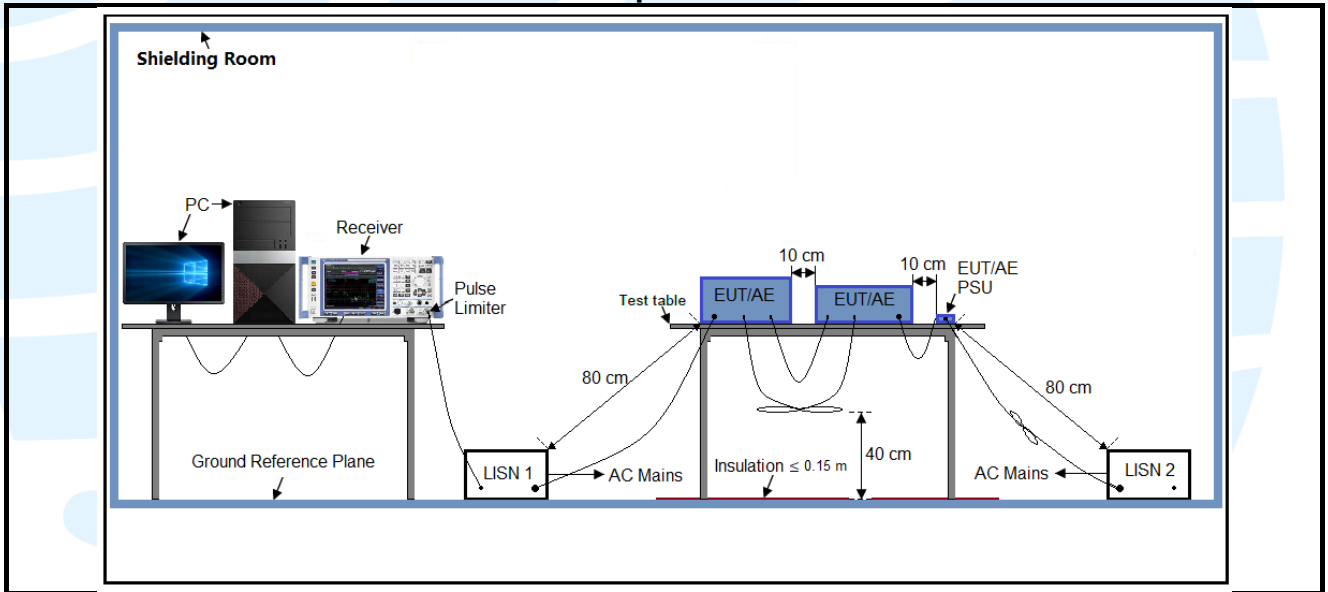 Shielding Room
PC
Receiver
Pulse
Limiter
10 cm
10 cm
EUT/AE
PSU
EUT/AE
EUT/AE
Test table
80 cm
80 cm
40 cm
Ground Reference Plane
LISN 1
AC Mains
Insulation ≤ 0.15 m
AC Mains
LISN 2